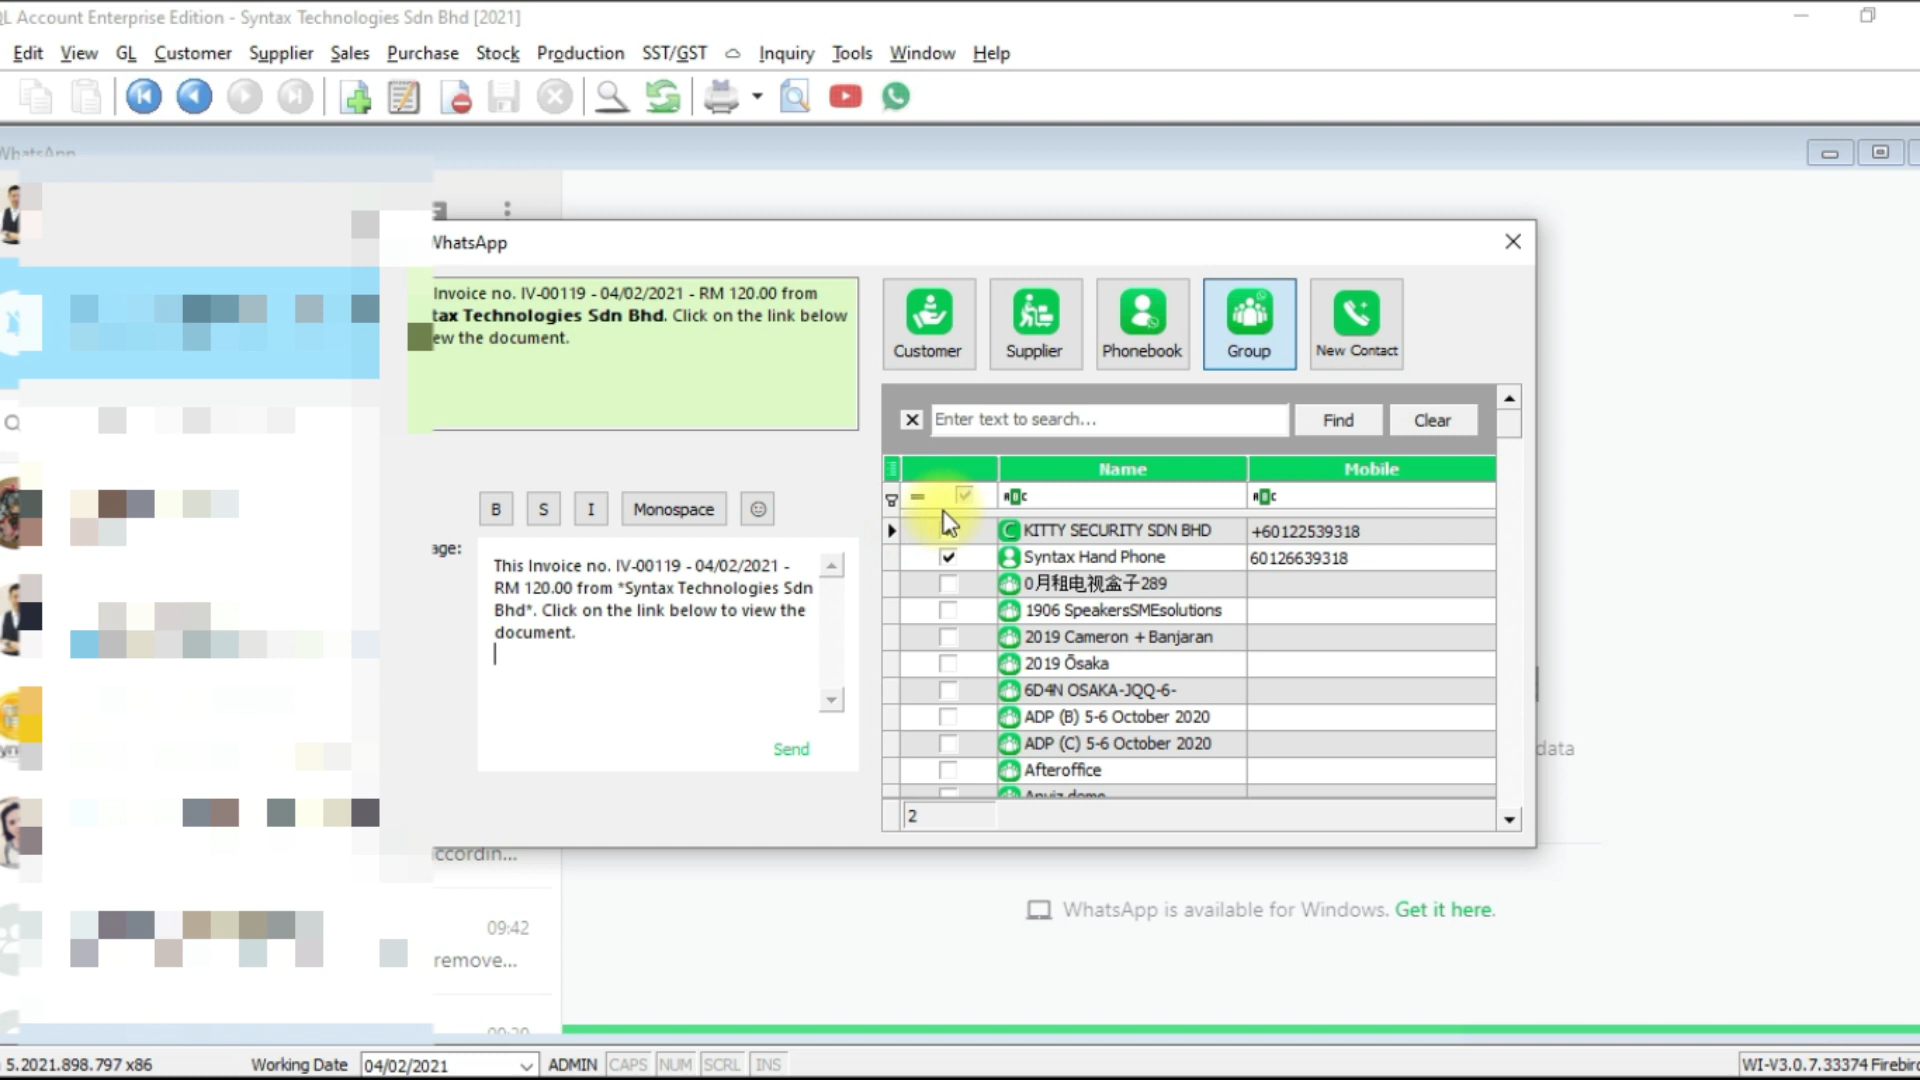 QL Account Enterprise Edition - Syntax Technologies Sdn Bhd [2021]
Edit View GL Customer Supplier Sales Purchase Stock Production SST/GST Inquiry Tools Window Help
WhatsApp
WhatsApp
Invoice no. IV-00119 - 04/02/2021 - RM 120.00 from
tax Technologies Sdn Bhd. Click on the link below
ew the document.
Customer Supplier Phonebook Group New Contact
Enter text to search... Find Clear
Name Mobile
B S I Monospace
age:
This Invoice no. IV-00119 - 04/02/2021 -
RM 120.00 from *Syntax Technologies Sdn
Bhd*. Click on the link below to view the
document.
Send
KITTY SECURITY SDN BHD +60122539318
Syntax Hand Phone 60126639318
0月租电视盒子289
1906 SpeakersSMEsolutions
2019 Cameron + Banjaran
2019 Ōsaka
6D4N OSAKA-JQQ-6-
ADP (B) 5-6 October 2020
ADP (C) 5-6 October 2020
Afteroffice
Anviz demo
2
data
ccordin...
09:42
remove...
09:20
WhatsApp is available for Windows. Get it here.
5.2021.898.797 x86 Working Date 04/02/2021 ADMIN CAPS NUM SCRL INS WI-V3.0.7.33374 Firebird